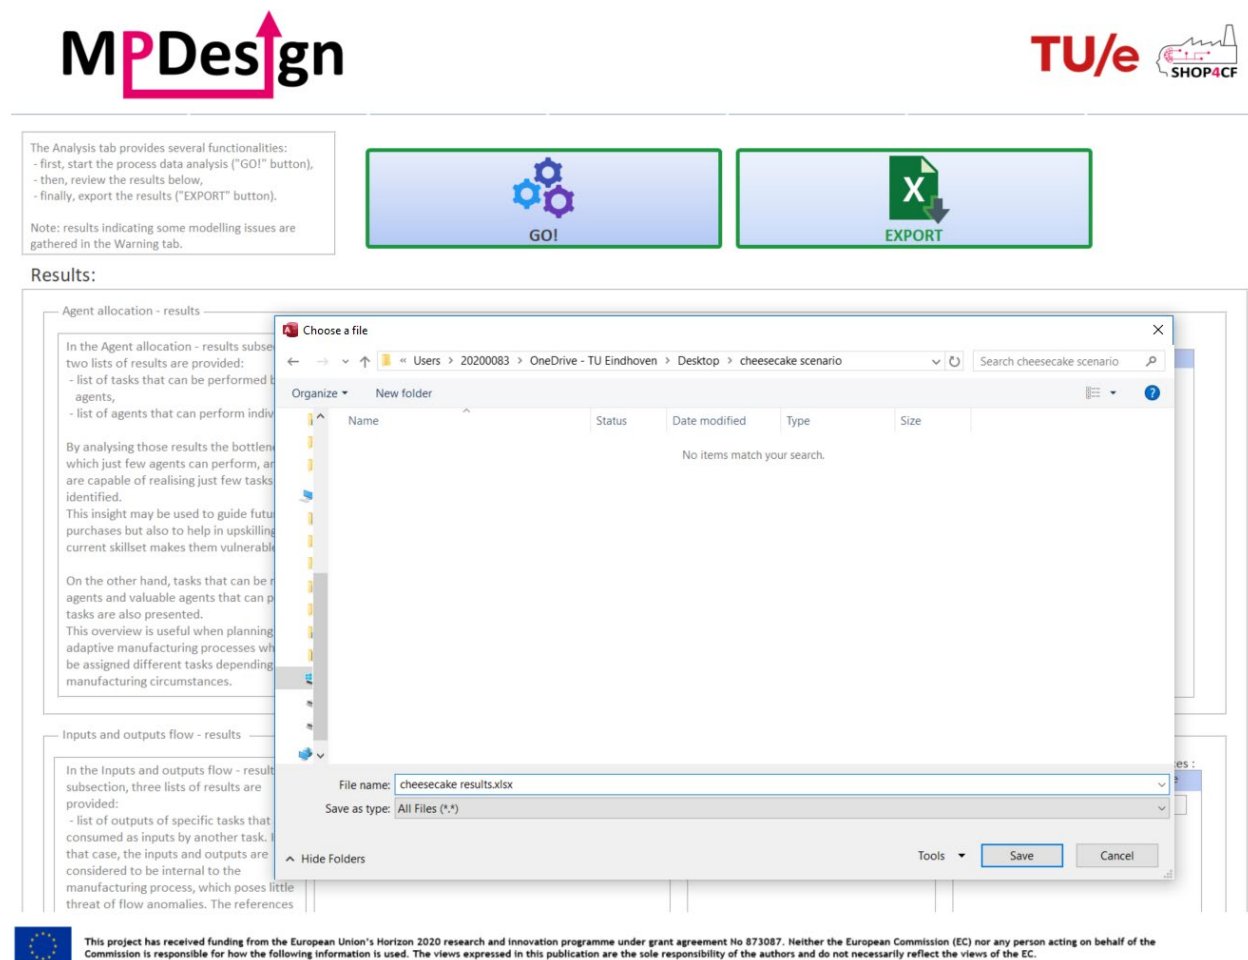 MPDesign
TU/e
SHOP4CF
The Analysis tab provides several functionalities:
- first, start the process data analysis ("GO!" button),
- then, review the results below,
- finally, export the results ("EXPORT" button).
Note: results indicating some modelling issues are
gathered in the Warning tab.
GO!
X
EXPORT
Results:
Agent allocation - results
In the Agent allocation - results subse
two lists of results are provided:
- list of tasks that can be performed b
agents,
- list of agents that can perform indiv
By analysing those results the bottlene
which just few agents can perform, an
are capable of realising just few tasks
identified.
This insight may be used to guide futu
purchases but also to help in upskilling
current skillset makes them vulnerable
On the other hand, tasks that can be r
agents and valuable agents that can p
tasks are also presented.
This overview is useful when planning
adaptive manufacturing processes wh
be assigned different tasks depending
manufacturing circumstances.
Choose a file
« Users > 20200083 > OneDrive - TU Eindhoven > Desktop > cheesecake scenario
Search cheesecake scenario
Organize
New folder
?
Name Status Date modified Type Size
No items match your search.
File name: cheesecake results.xlsx
Save as type: All Files (*.*)
Hide Folders
Tools
Save
Cancel
Inputs and outputs flow - results
In the Inputs and outputs flow - result
subsection, three lists of results are
provided:
- list of outputs of specific tasks that
consumed as inputs by another task. I
that case, the inputs and outputs are
considered to be internal to the
manufacturing process, which poses little
threat of flow anomalies. The references
es :
This project has received funding from the European Union's Horizon 2020 research and innovation programme under grant agreement No 873087. Neither the European Commission (EC) nor any person acting on behalf of the
Commission is responsible for how the following information is used. The views expressed in this publication are the sole responsibility of the authors and do not necessarily reflect the views of the EC.